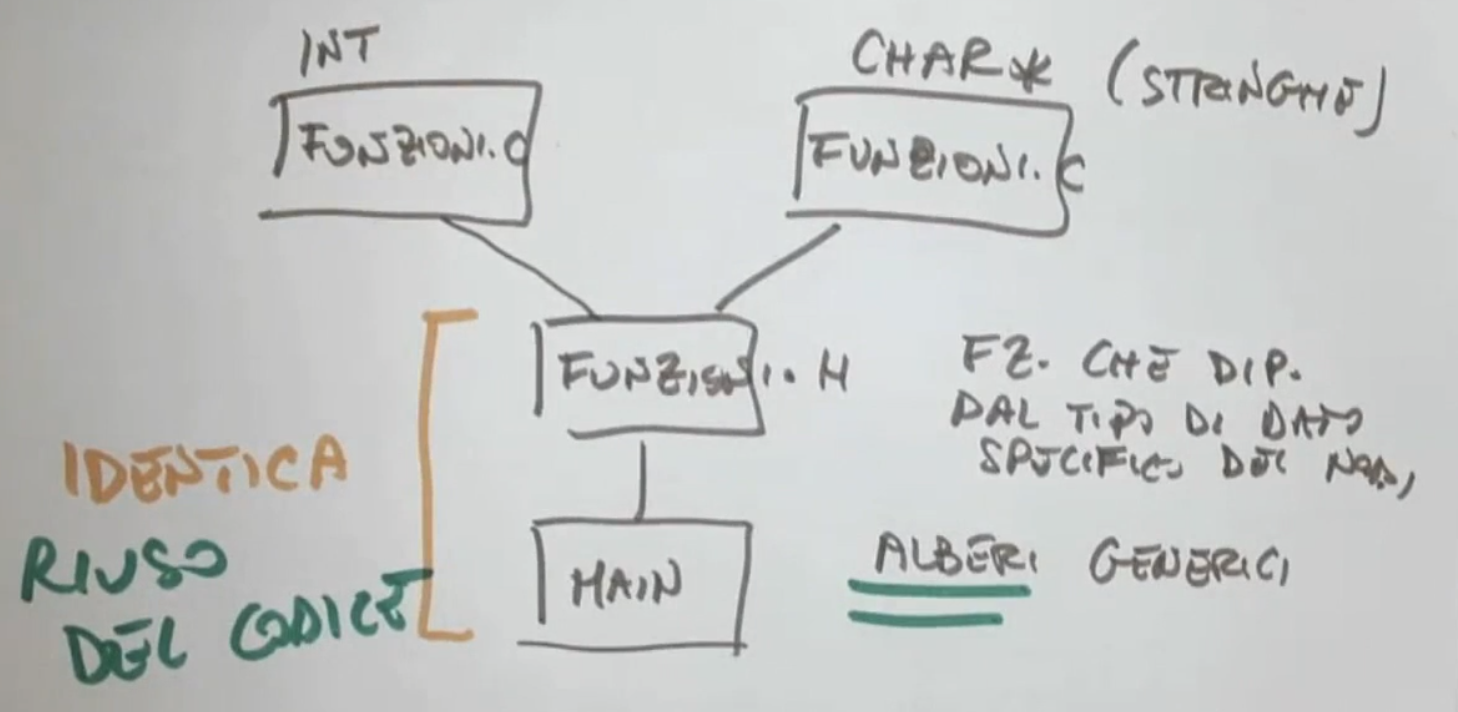 INT
CHAR* (STRINGHE)
FUNZIONI.C
FUNZIONI.C
FUNZIONI.H
FZ. CHE DIP.
DAL TIPO DI DATO
SPECIFICO DEL NODO
IDENTICA
RIUSO
DEL CODICE
MAIN
ALBERI GENERICI